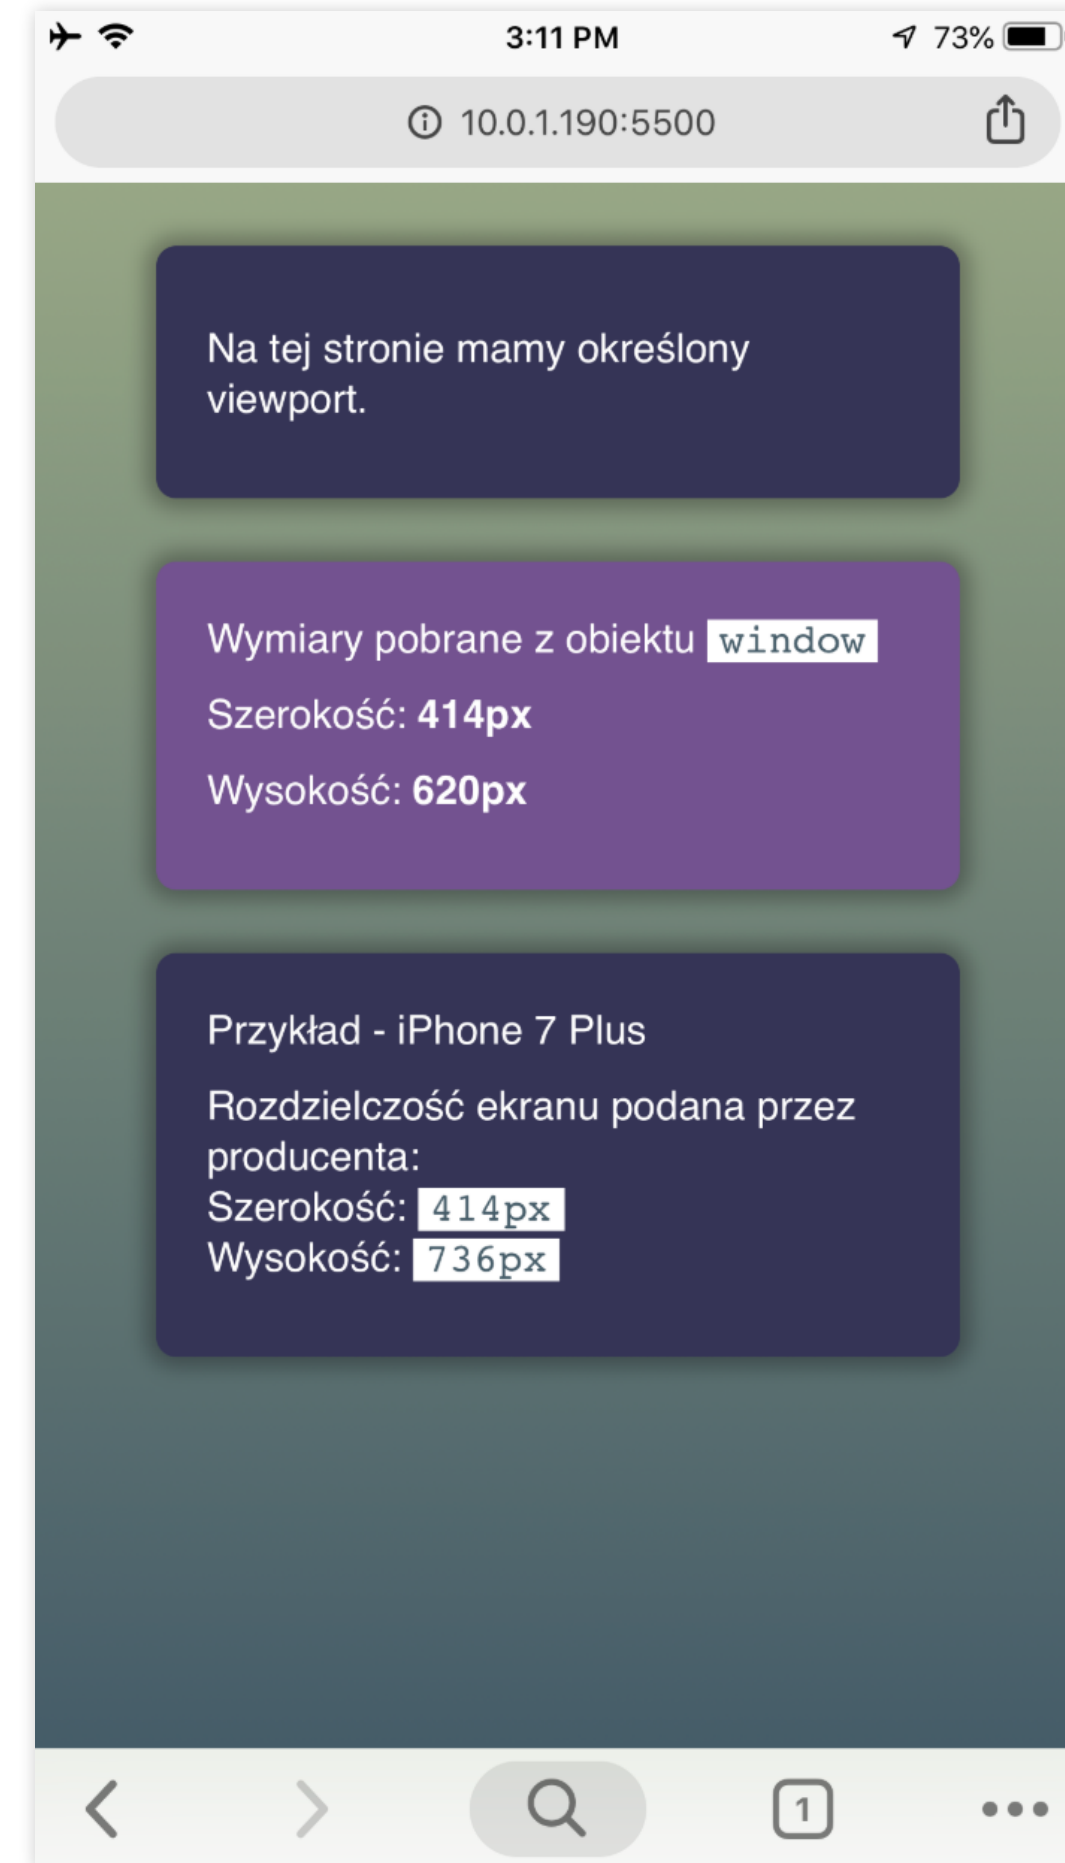 3:11 PM
73%
10.0.1.190:5500
Na tej stronie mamy określony
viewport.
Wymiary pobrane z obiektu window
Szerokość: 414px
Wysokość: 620px
Przykład - iPhone 7 Plus
Rozdzielczość ekranu podana przez
producenta:
Szerokość: 414px
Wysokość: 736px
1